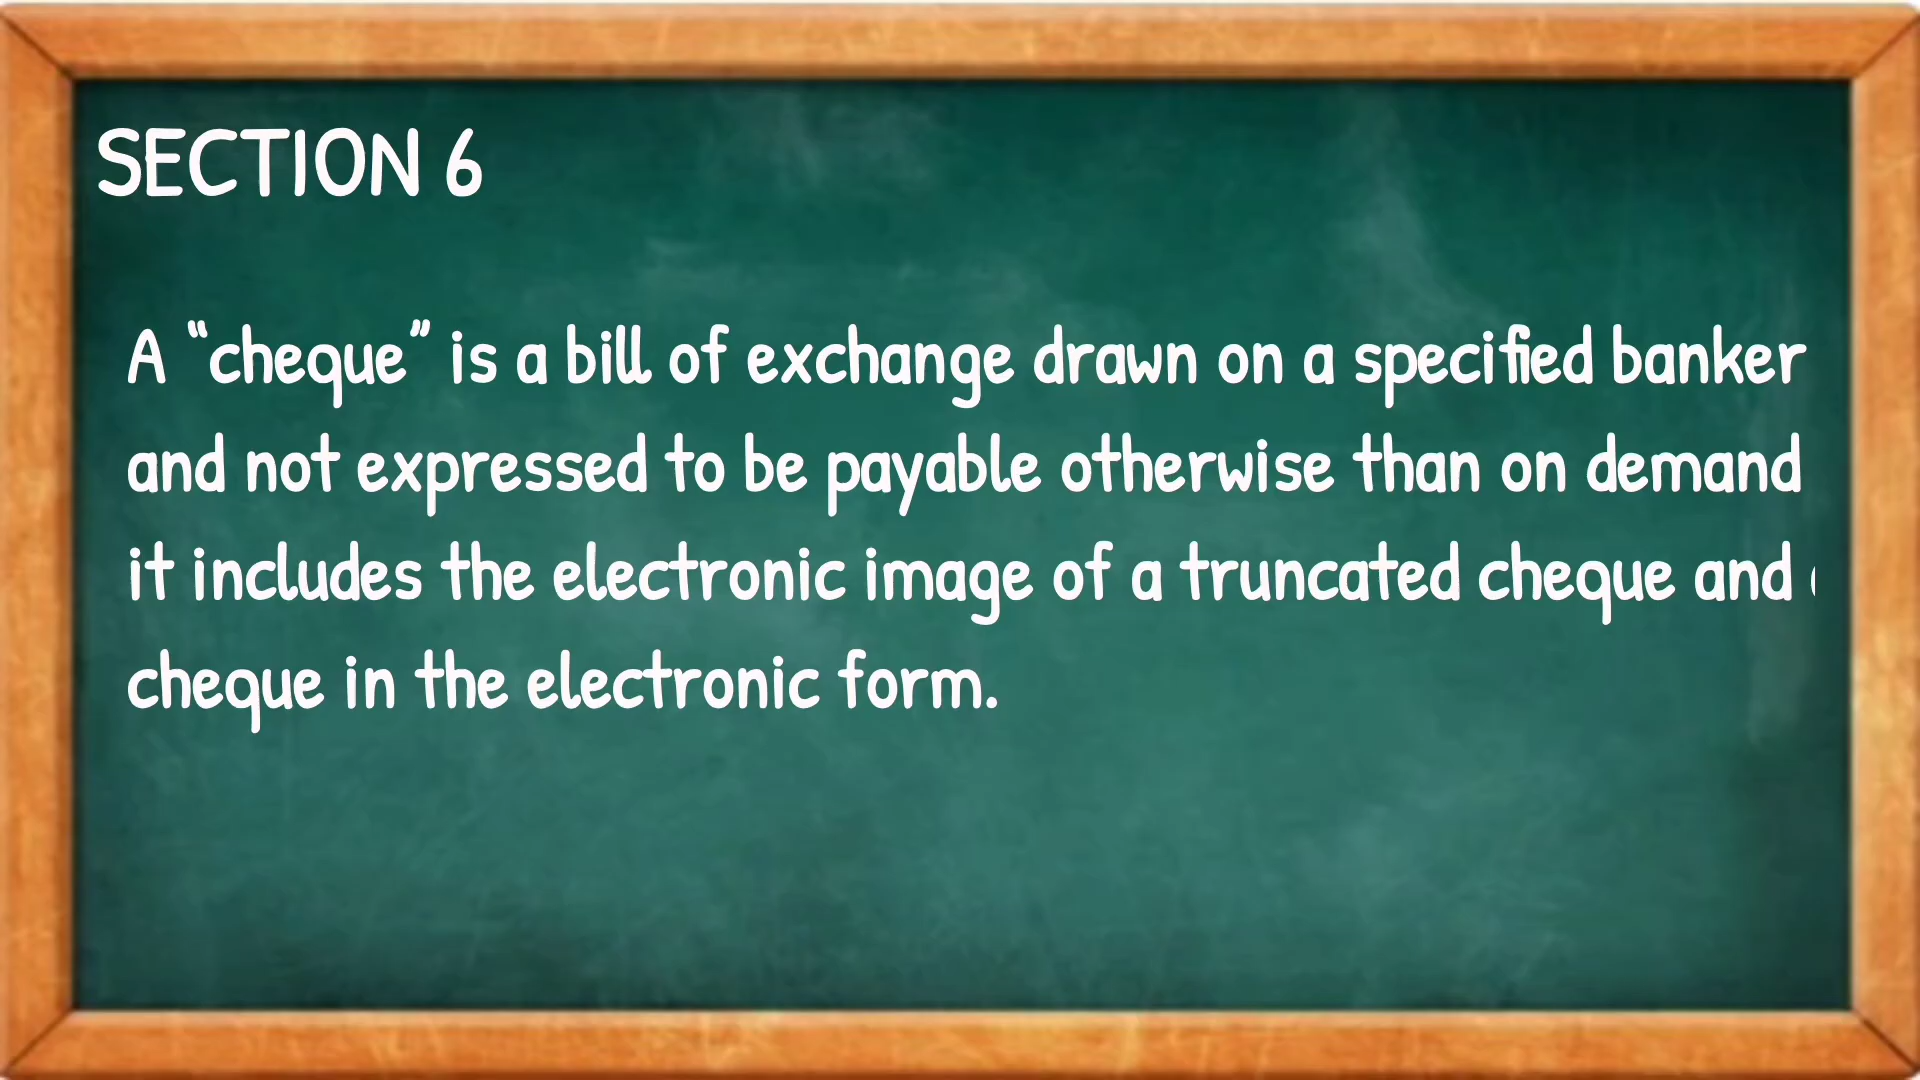 SECTION 6
A “cheque” is a bill of exchange drawn on a specified banker
and not expressed to be payable otherwise than on demand
it includes the electronic image of a truncated cheque and
cheque in the electronic form.